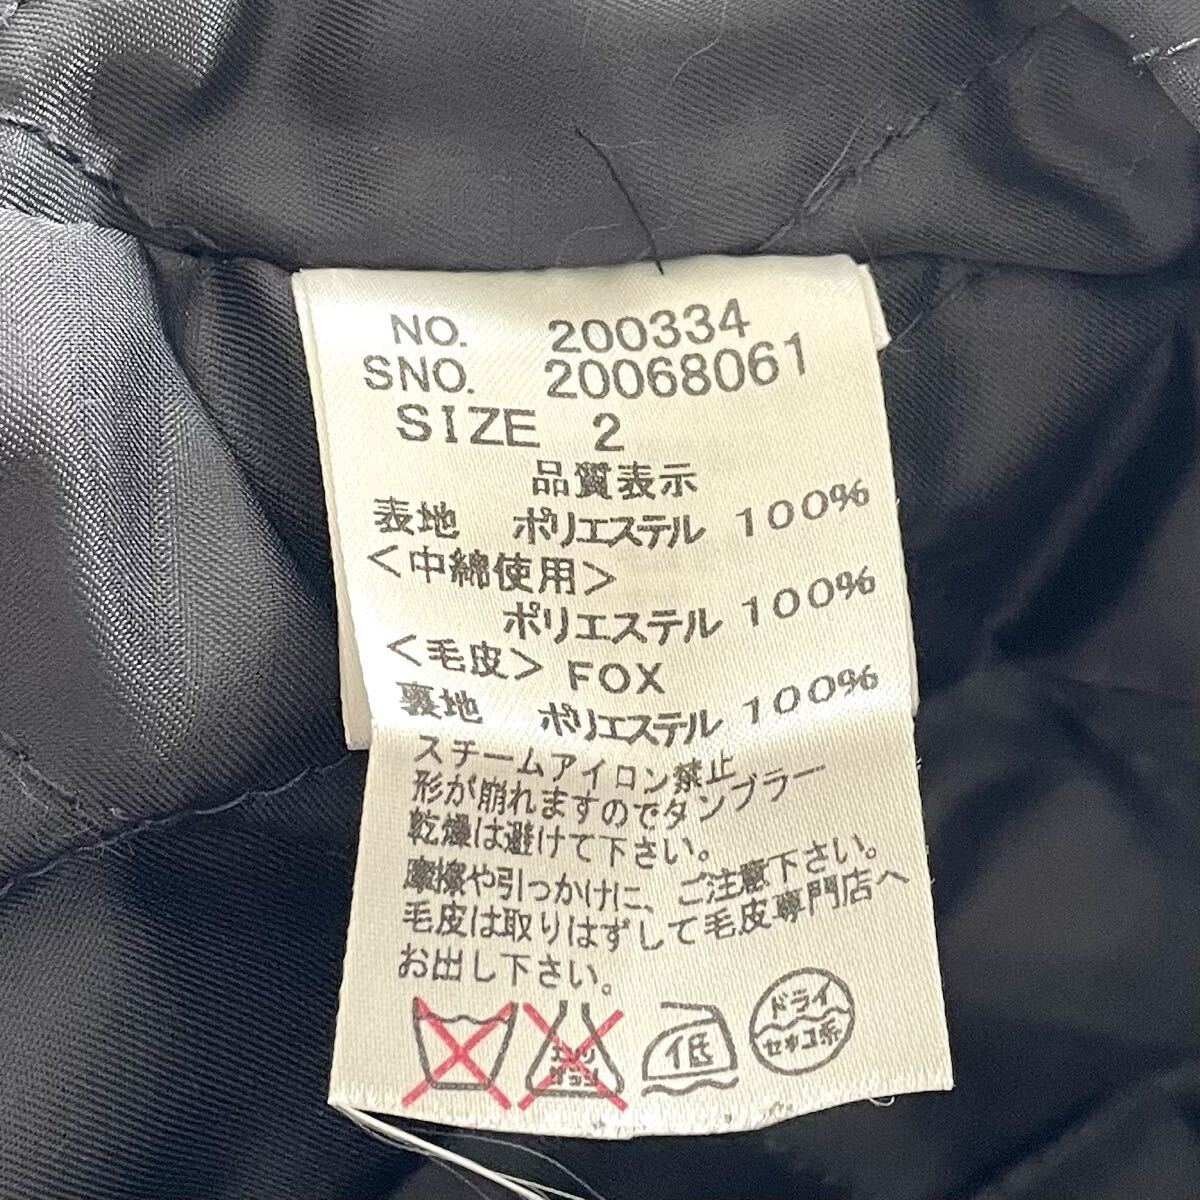 NO. 200334
SNO. 20068061
SIZE 2
品質表示
表地 ポリエステル 100%
<中綿使用>
ポリエステル 100%
<毛皮> FOX
裏地 ポリエステル 100%
スチームアイロン禁止
形が崩れますのでタンブラー
乾燥は避けて下さい。
摩擦や引っかけに、ご注意下さい。
毛皮は取りはずして毛皮専門店へ
お出し下さい。
エンソ
サラシ
低
ドライ
セキユ系